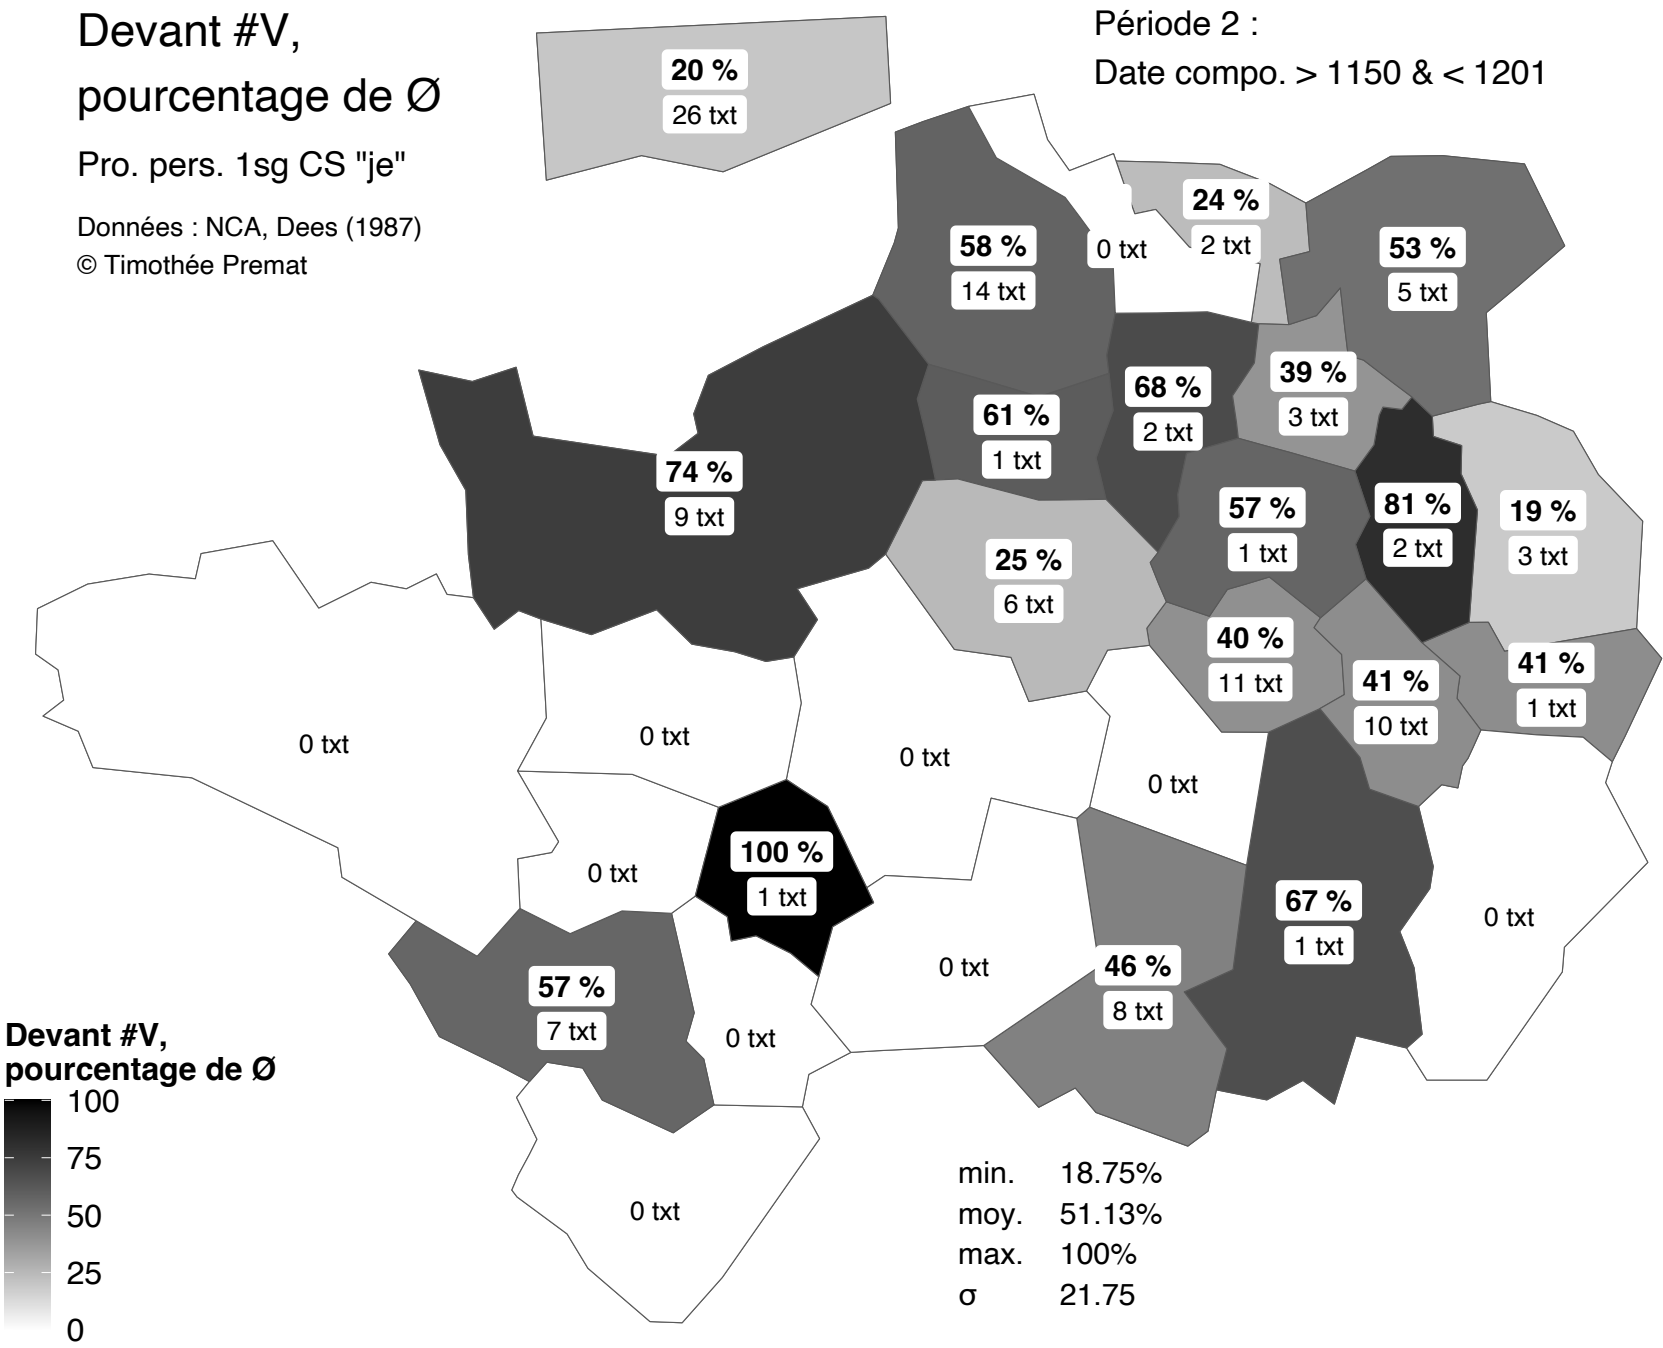 Devant #V,
pourcentage de Ø
Pro. pers. 1sg CS "je"
Données : NCA, Dees (1987)
© Timothée Premat
Période 2 :
Date compo. > 1150 & < 1201
20 %
26 txt
58 %
14 txt
0 txt
24 %
2 txt
53 %
5 txt
74 %
9 txt
61 %
1 txt
68 %
2 txt
39 %
3 txt
25 %
6 txt
57 %
1 txt
81 %
2 txt
19 %
3 txt
40 %
11 txt
41 %
10 txt
41 %
1 txt
0 txt
0 txt
0 txt
0 txt
0 txt
100 %
1 txt
67 %
1 txt
0 txt
57 %
7 txt
0 txt
0 txt
46 %
8 txt
0 txt
Devant #V,
pourcentage de Ø
100
75
50
25
0
min. 18.75%
moy. 51.13%
max. 100%
σ 21.75